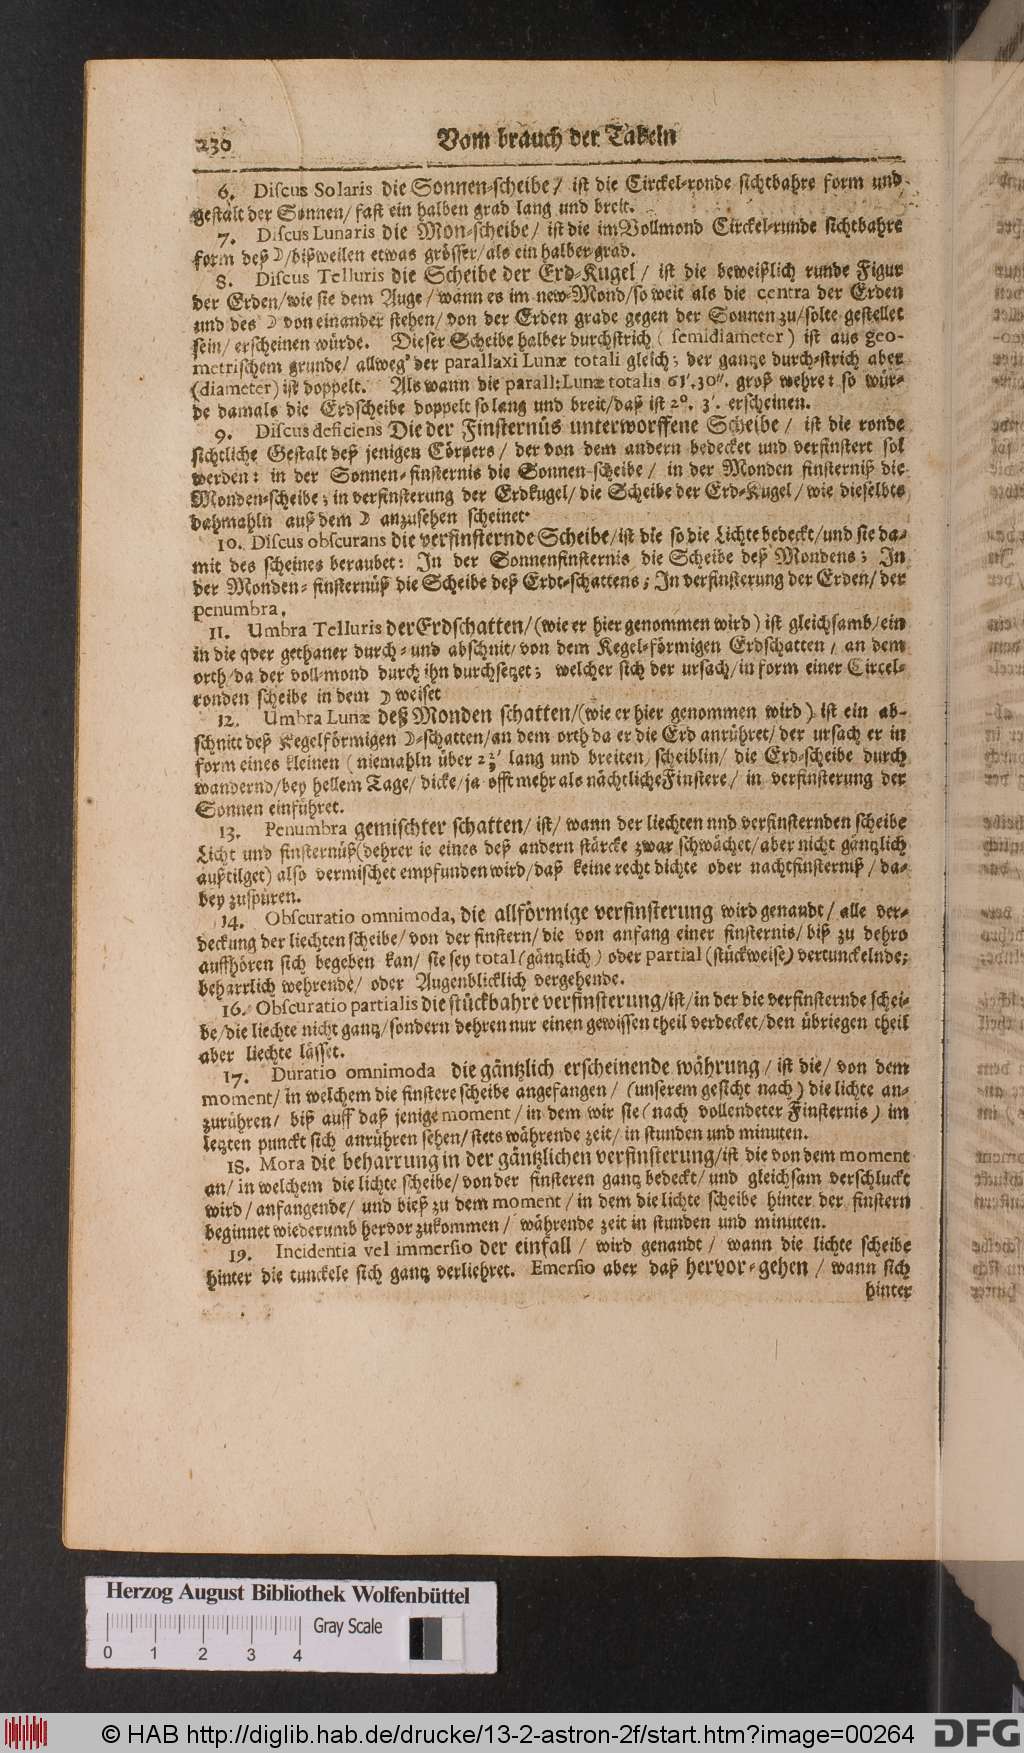 230 Vom brauch der Tabeln
6. Discus Solaris die Sonnen-scheibe/ ist die Circkel-ronde sichtbahre form und
gestalt der Sonnen/ fast ein halben grad lang und breit.
7. Discus Lunaris die Mon-scheibe/ ist die im Vollmond Circkel-runde sichtbahre
form deß ☽/ bißweilen etwas grösser/ als ein halber grad.
8. Discus Telluris die Scheibe der Erd-Kugel/ ist die beweißlich runde Figur
der Erden/ wie sie dem Auge/ wann es im new-Mond/ so weit als die centra der Erden
und des ☽ von einander stehen/ von der Erden grade gegen der Sonnen zu/ solte gestellet
sein/ erscheinen würde. Dieser Scheibe halber durchstrich (semidiameter) ist aus geo-
metrischem grunde/ allweg' der parallaxi Lunæ totali gleich; der gantze durch-strich aber
(diameter) ist doppelt. Als wann die parall: Lunæ totalis 61'. 30''. groß wehre: so wür-
de damals die Erdscheibe doppelt so lang und breit/ daß ist 2°. 3'. erscheinen.
9. Discus deficiens Die der Finsternüs unterworffene Scheibe/ ist die ronde
sichtliche Gestalt deß jenigen Cörpers/ der von dem andern bedecket und verfinstert sol
werden: in der Sonnen-finsternis die Sonnen-scheibe/ in der Monden finsterniß die
Monden-scheibe; in verfinsterung der Erdkugel/ die Scheibe der Erd-Kugel/ wie dieselbte
dahmahln auß dem ☽ anzusehen scheinet.
10. Discus obscurans die verfinsternde Scheibe/ ist die so die Lichte bedeckt/ und sie da-
mit des scheines beraubet: In der Sonnenfinsternis die Scheibe deß Mondens; In
der Monden-finsternüß die Scheibe deß Erdt-schattens; In verfinsterung der Erden/ der
penumbra.
11. Umbra Telluris der Erdschatten/ (wie er hier genommen wird) ist gleichsamb/ ein
in die qver gethaner durch- und abschnit/ von dem Kegel-förmigen Erdschatten/ an dem
orth/ da der voll-mond durch ihn durchsetzet; welcher sich der ursach/ in form einer Circel-
ronden scheibe in dem ☽ weiset
12. Umbra Lunæ deß Monden schatten/ (wie er hier genommen wird) ist ein ab-
schnitt deß Kegelförmigen ☽-schatten/ an dem orth da er die Erd anrühret/ der ursach er in
form eines kleinen (niemahln über 2⅔' lang und breiten/ scheiblin/ die Erd-scheibe durch
wandernd/ bey hellem Tage/ dicke/ ja offt mehr als nächtliche Finstere/ in verfinsterung der
Sonnen einführet.
13. Penumbra gemischter schatten/ ist/ wann der liechten und verfinsternden scheibe
Licht und finsternüß (dehrer ie eines deß andern stärcke zwar schwächet/ aber nicht gäntzlich
außtilget) also vermischet empfunden wird/ daß keine recht dichte oder nachtfinsterniß/ da-
bey zuspüren.
14. Obscuratio omnimoda, die allförmige verfinsterung wird genandt/ alle ver-
deckung der liechten scheibe/ von der finstern/ die von anfang einer finsternis/ biß zu dehro
auffhören sich begeben kan/ sie sey total (gäntzlich) oder partial (stückweise) vertunckelnde;
beharrlich wehrende/ oder Augenblicklich vergehende.
16. Obscuratio partialis die stückbahre verfinsterung/ ist/ in der die verfinsternde schei-
be/ die liechte nicht gantz/ sondern dehren nur einen gewissen theil verdecket/ den übriegen theil
aber liechte lässet.
17. Duratio omnimoda die gäntzlich erscheinende währung/ ist die/ von dem
moment/ in welchem die finstere scheibe angefangen/ (unserem gesicht nach) die lichte an-
zurühren/ biß auff daß jenige moment/ in dem wir sie (nach vollendeter Finsternis) im
letzten punckt sich anrühren sehen/ stets währende zeit/ in stunden und minuten.
18. Mora die beharrung in der gäntzlichen verfinsterung/ ist die von dem moment
an/ in welchem die lichte scheibe/ von der finsteren gantz bedeckt/ und gleichsam verschluckt
wird/ anfangende/ und bieß zu dem moment/ in dem die lichte scheibe hinter der finstern
beginnet wiederumb hervor zukommen/ währende zeit in stunden und minuten.
19. Incidentia vel immersio der einfall/ wird genandt/ wann die lichte scheibe
hinter die tunckele sich gantz verliehret. Emersio aber daß hervor-gehen/ wann sich
hinter
Herzog August Bibliothek Wolfenbüttel
Gray Scale
0 1 2 3 4
© HAB http://diglib.hab.de/drucke/13-2-astron-2f/start.htm?image=00264 DFG